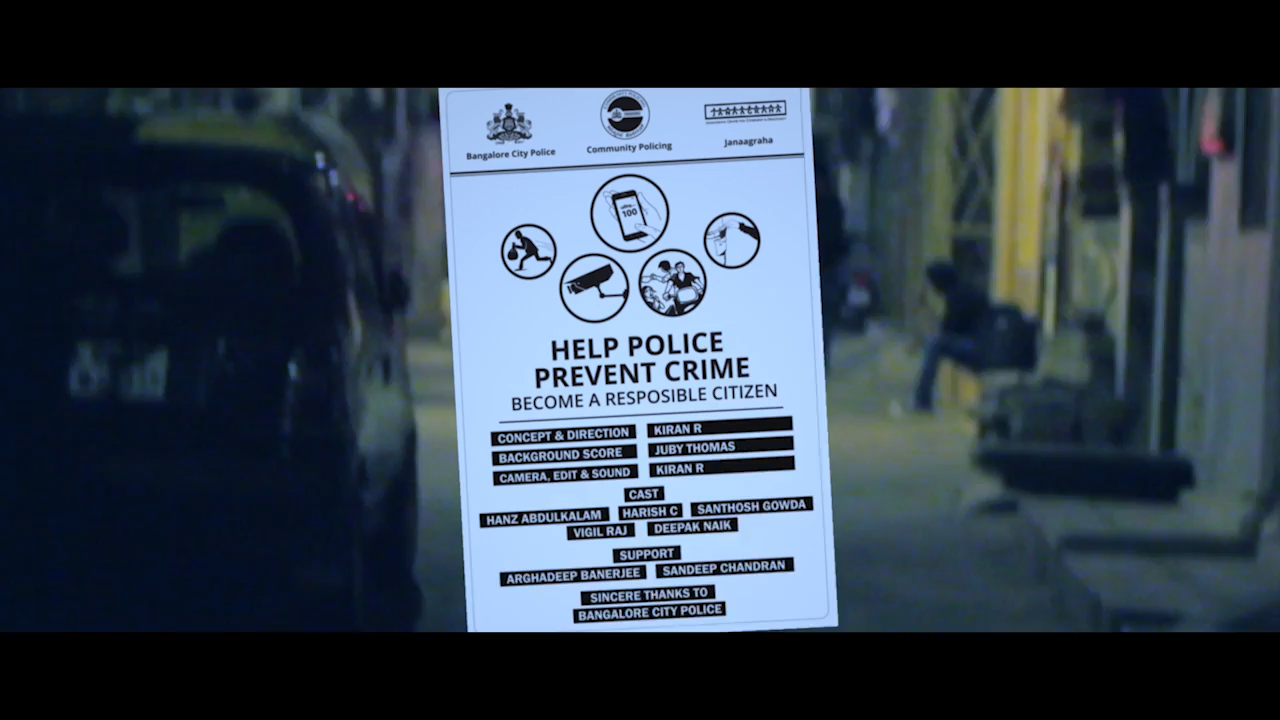 Bangalore City Police
Community Policing
Janaagraha
100
HELP POLICE
PREVENT CRIME
BECOME A RESPOSIBLE CITIZEN
CONCEPT & DIRECTION KIRAN R
BACKGROUND SCORE JUBY THOMAS
CAMERA, EDIT & SOUND KIRAN R
CAST
HANZ ABDULKALAM HARISH C SANTHOSH GOWDA
VIGIL RAJ DEEPAK NAIK
SUPPORT
ARGHADEEP BANERJEE SANDEEP CHANDRAN
SINCERE THANKS TO
BANGALORE CITY POLICE